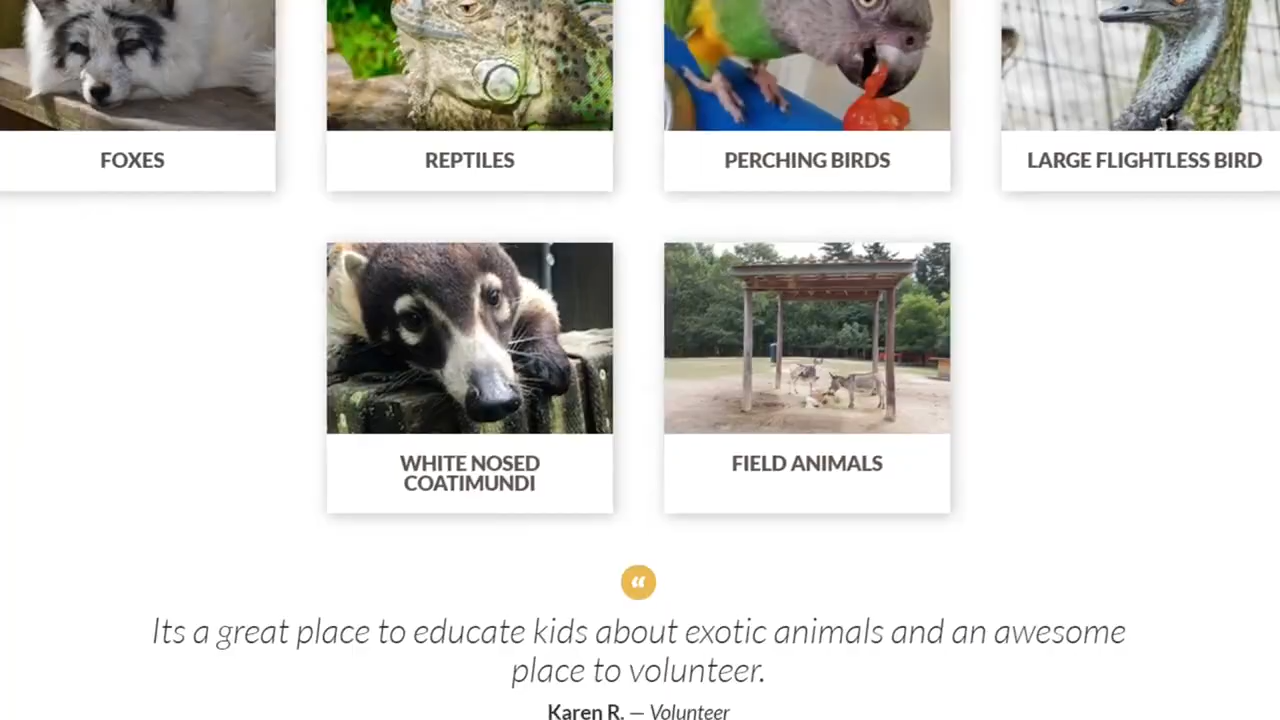 FOXES
REPTILES
PERCHING BIRDS
LARGE FLIGHTLESS BIRD
WHITE NOSED
COATIMUNDI
FIELD ANIMALS
“
Its a great place to educate kids about exotic animals and an awesome
place to volunteer.
Karen R. — Volunteer